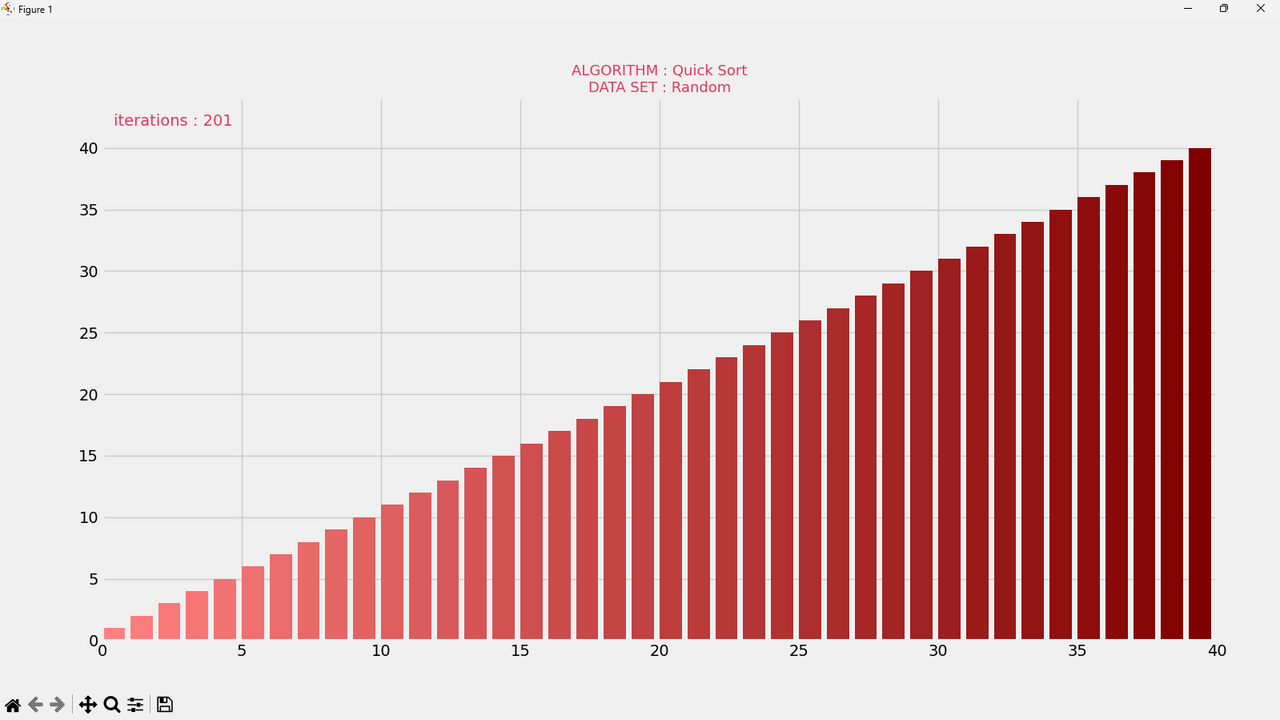 Figure 1
ALGORITHM : Quick Sort
DATA SET : Random
iterations : 201
40
35
30
25
20
15
10
5
0
0 5 10 15 20 25 30 35 40